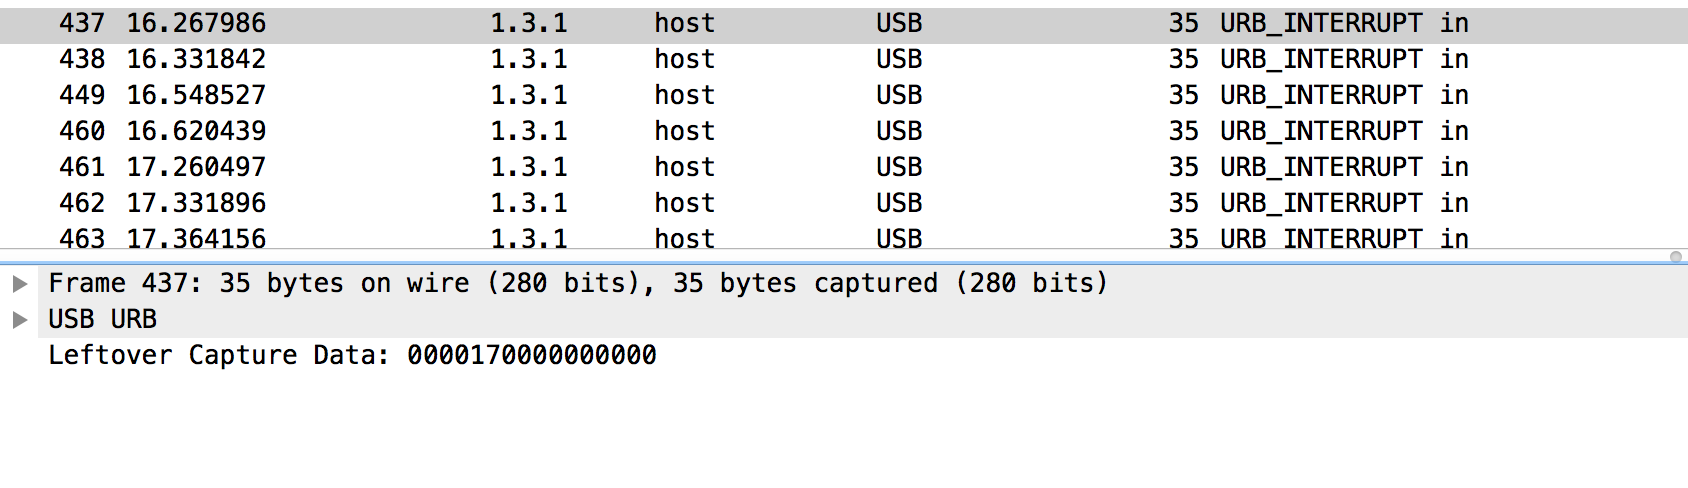 437 16.267986 1.3.1 host USB 35 URB_INTERRUPT in
438 16.331842 1.3.1 host USB 35 URB_INTERRUPT in
449 16.548527 1.3.1 host USB 35 URB_INTERRUPT in
460 16.620439 1.3.1 host USB 35 URB_INTERRUPT in
461 17.260497 1.3.1 host USB 35 URB_INTERRUPT in
462 17.331896 1.3.1 host USB 35 URB_INTERRUPT in
463 17.364156 1.3.1 host USB 35 URB_INTERRUPT in
Frame 437: 35 bytes on wire (280 bits), 35 bytes captured (280 bits)
USB URB
Leftover Capture Data: 0000170000000000